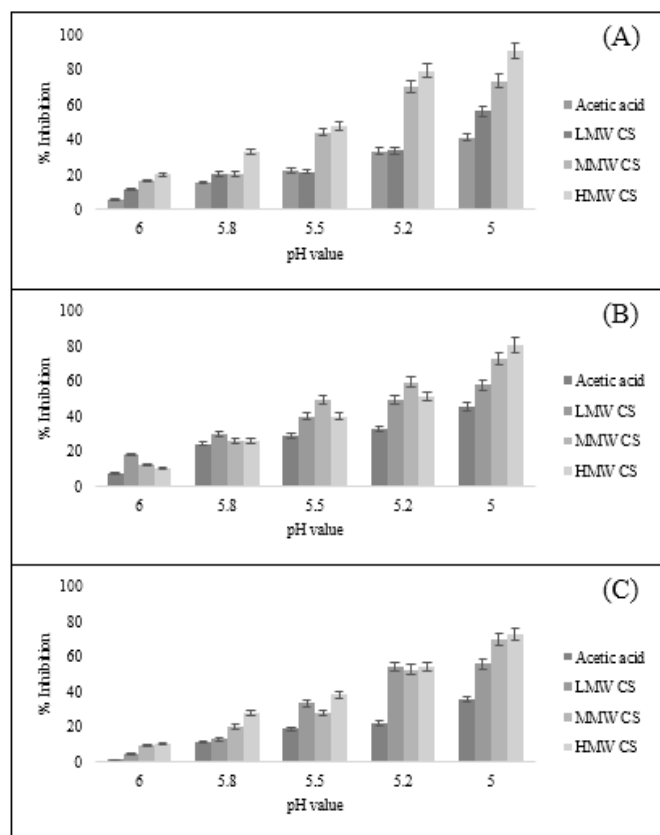 (A)
100
80
60
40
20
0
% Inhibition
6 5.8 5.5 5.2 5
pH value
Acetic acid
LMW CS
MMW CS
HMW CS
(B)
100
80
60
40
20
0
% Inhibition
6 5.8 5.5 5.2 5
pH value
Acetic acid
LMW CS
MMW CS
HMW CS
(C)
100
80
60
40
20
0
% Inhibition
6 5.8 5.5 5.2 5
pH value
Acetic acid
LMW CS
MMW CS
HMW CS